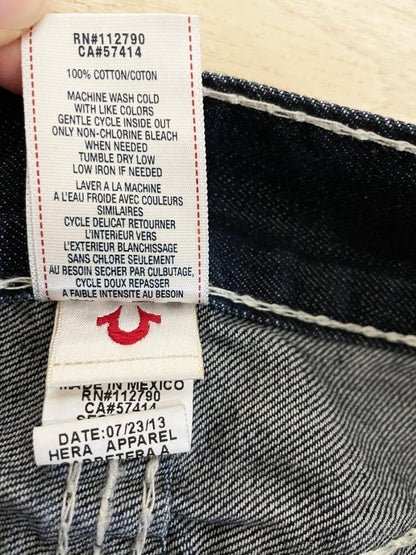 RN#112790
CA#57414
100% COTTON/COTON
MACHINE WASH COLD
WITH LIKE COLORS
GENTLE CYCLE INSIDE OUT
ONLY NON-CHLORINE BLEACH
WHEN NEEDED
TUMBLE DRY LOW
LOW IRON IF NEEDED
LAVER A LA MACHINE
A L'EAU FROIDE AVEC COULEURS
SIMILAIRES
CYCLE DELICAT RETOURNER
L'INTERIEUR VERS
L'EXTERIEUR BLANCHISSAGE
SANS CHLORE SEULEMENT
AU BESOIN SECHER PAR CULBUTAGE,
CYCLE DOUX REPASSER
A FAIBLE INTENSITE AU BESOIN
MADE IN MEXICO
RN#112790
CA#57414
DATE: 07/23/13
HERA APPAREL